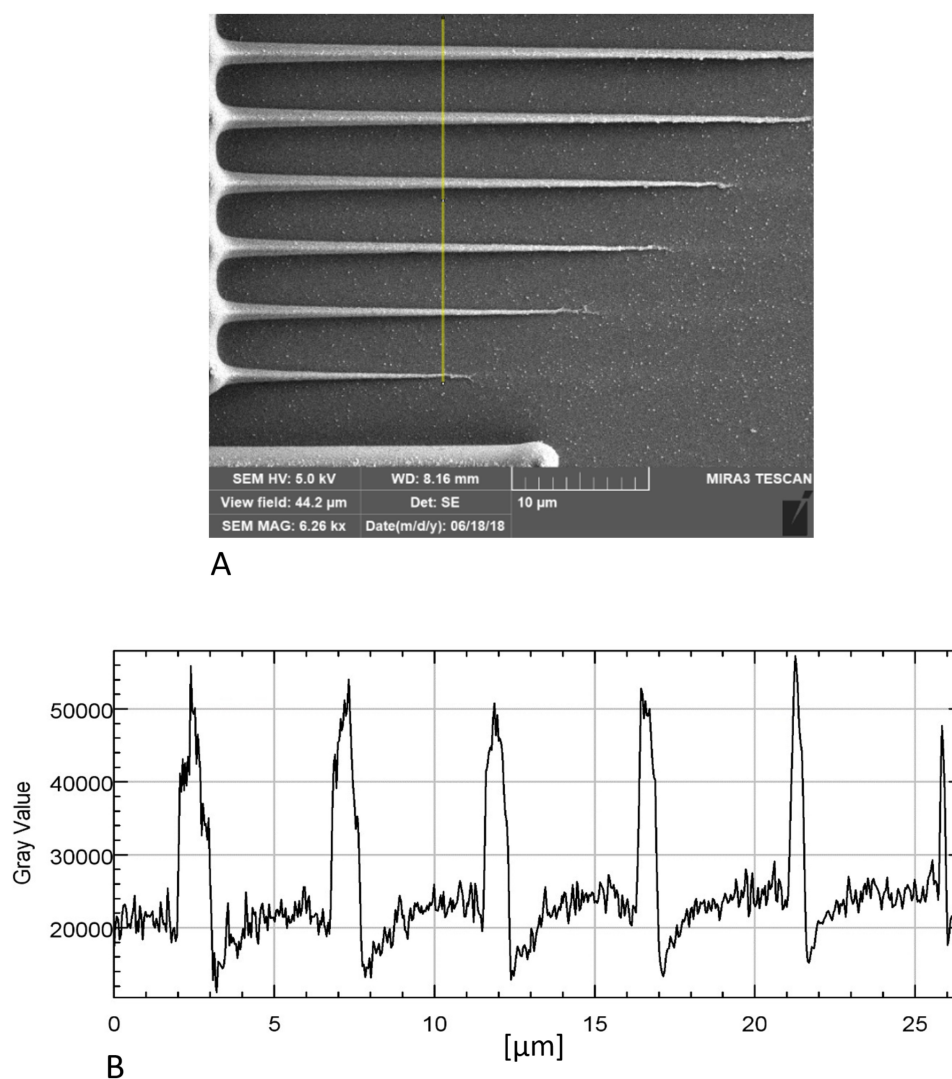 SEM HV: 5.0 kV WD: 8.16 mm MIRA3 TESCAN
View field: 44.2 µm Det: SE 10 µm
SEM MAG: 6.26 kx Date(m/d/y): 06/18/18
A
50000
40000
30000
20000
Gray Value
0 5 10 15 20 25
[µm]
B